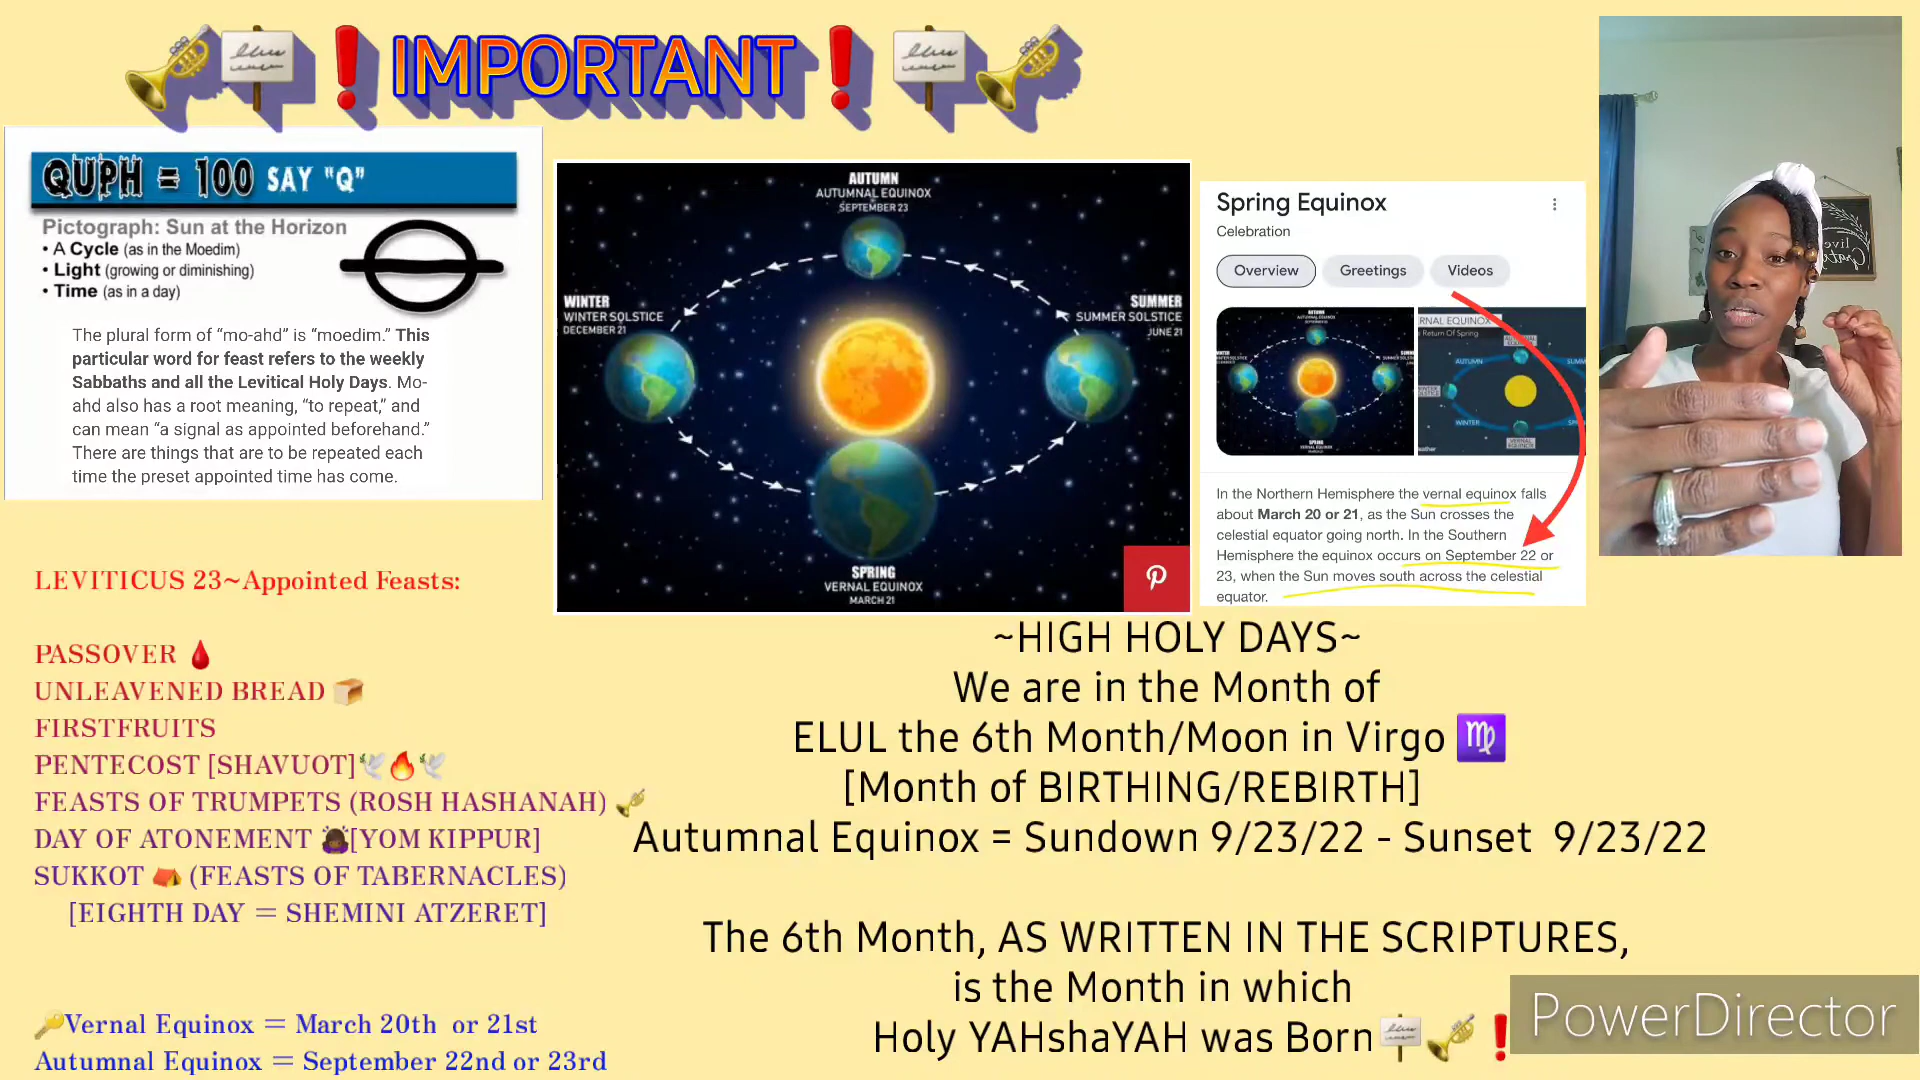 IMPORTANT
QUPH = 100 SAY "Q"
Pictograph: Sun at the Horizon
• A Cycle (as in the Moedim)
• Light (growing or diminishing)
• Time (as in a day)
The plural form of “mo-ahd” is “moedim.” This
particular word for feast refers to the weekly
Sabbaths and all the Levitical Holy Days. Mo-
ahd also has a root meaning, “to repeat,” and
can mean “a signal as appointed beforehand.”
There are things that are to be repeated each
time the preset appointed time has come.
AUTUMN
AUTUMNAL EQUINOX
SEPTEMBER 23
WINTER
WINTER SOLSTICE
DECEMBER 21
SUMMER
SUMMER SOLSTICE
JUNE 21
SPRING
VERNAL EQUINOX
MARCH 21
Spring Equinox
Celebration
Overview
Greetings
Videos
RNAL EQUINOX
Return Of Spring
AUTUMN
WINTER
In the Northern Hemisphere the vernal equinox falls
about March 20 or 21, as the Sun crosses the
celestial equator going north. In the Southern
Hemisphere the equinox occurs on September 22 or
23, when the Sun moves south across the celestial
equator.
LEVITICUS 23~Appointed Feasts:
PASSOVER 🩸
UNLEAVENED BREAD 🍞
FIRSTFRUITS
PENTECOST [SHAVUOT]🕊🔥🕊
FEASTS OF TRUMPETS (ROSH HASHANAH) 🎺
DAY OF ATONEMENT 🙇🏿‍♀️[YOM KIPPUR]
SUKKOT ⛺ (FEASTS OF TABERNACLES)
[EIGHTH DAY = SHEMINI ATZERET]
🔑Vernal Equinox = March 20th or 21st
Autumnal Equinox = September 22nd or 23rd
~HIGH HOLY DAYS~
We are in the Month of
ELUL the 6th Month/Moon in Virgo ♍
[Month of BIRTHING/REBIRTH]
Autumnal Equinox = Sundown 9/23/22 - Sunset 9/23/22
The 6th Month, AS WRITTEN IN THE SCRIPTURES,
is the Month in which
Holy YAHshaYAH was Born🪧🎺❗
PowerDirector